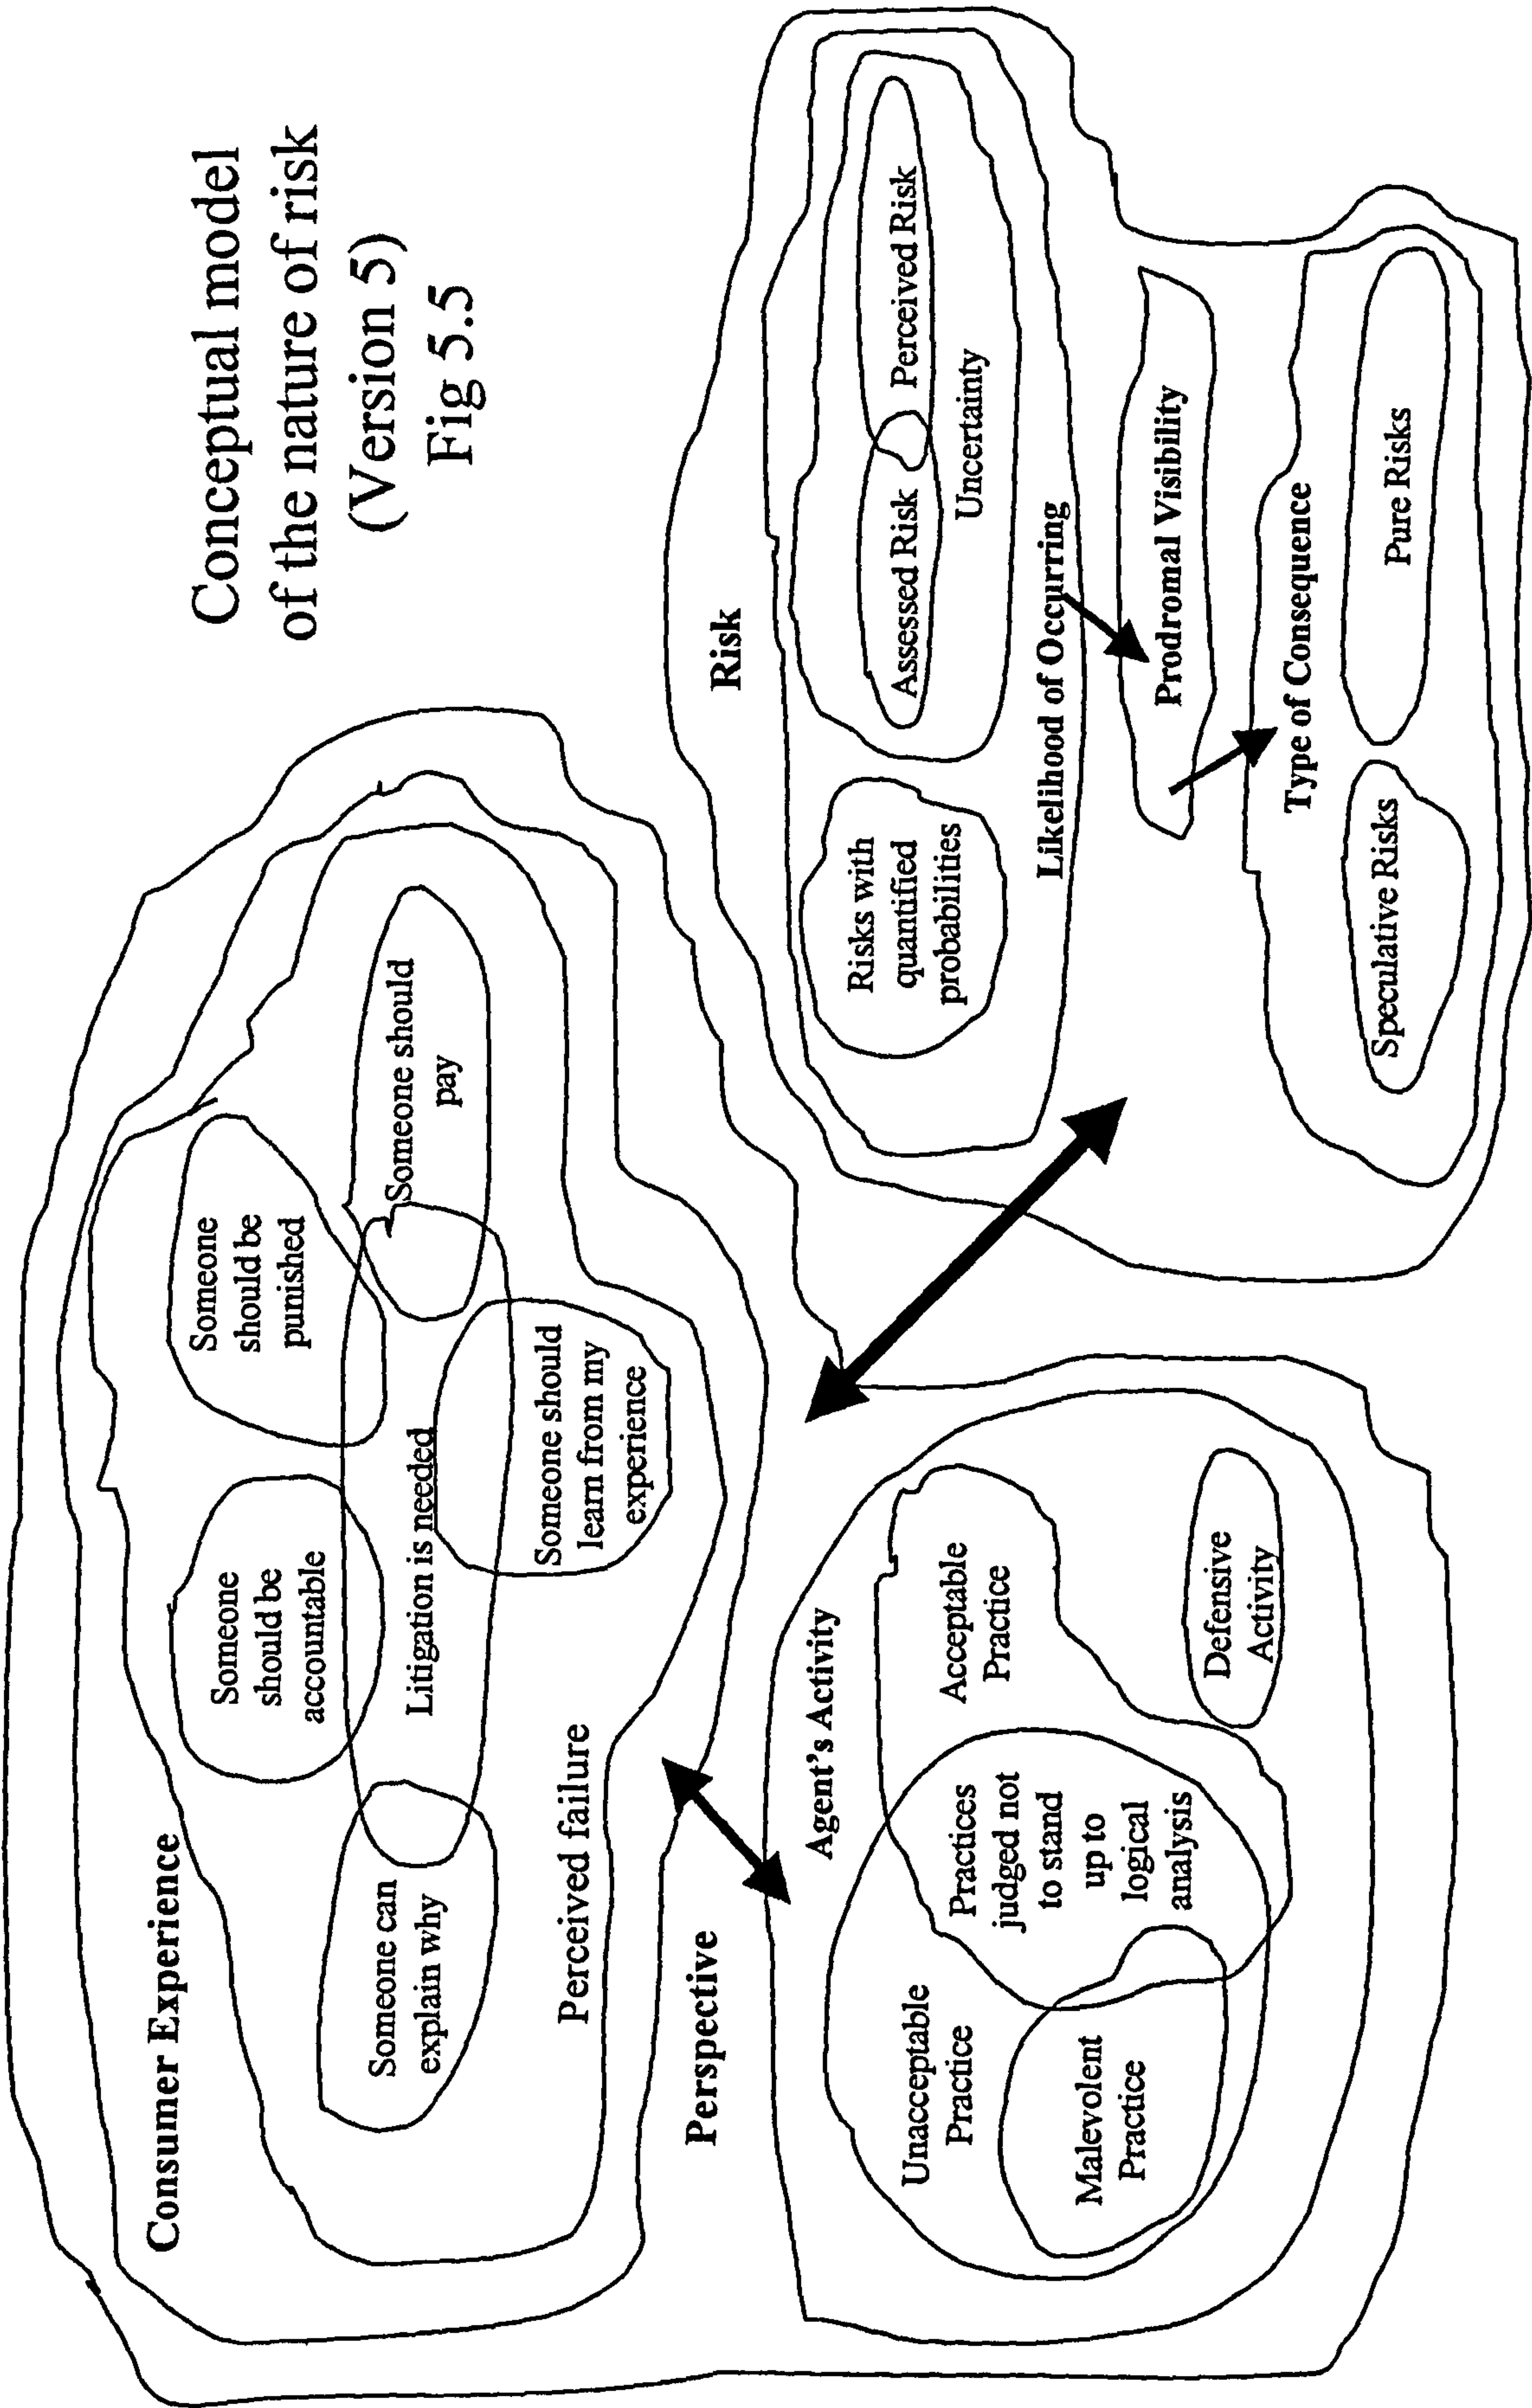 Conceptual model
of the nature of risk
(Version 5)
Fig 5.5
Consumer Experience
Someone
should be
accountable
Someone
should be
punished
Someone can
explain why
Litigation is needed
Someone should
pay
Someone should
learn from my
experience
Perceived failure
Perspective
Agent's Activity
Unacceptable
Practice
Malevolent
Practice
Practices
judged not
to stand
up to
logical
analysis
Acceptable
Practice
Defensive
Activity
Risk
Risks with
quantified
probabilities
Assessed Risk
Perceived Risk
Uncertainty
Likelihood of Occurring
Prodromal Visibility
Type of Consequence
Speculative Risks
Pure Risks